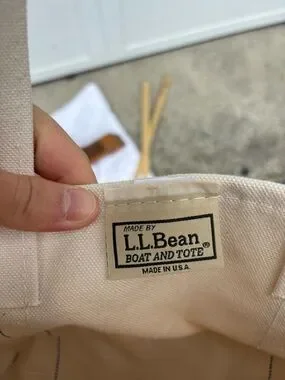 MADE BY
L.L.Bean®
BOAT AND TOTE
MADE IN U.S.A.